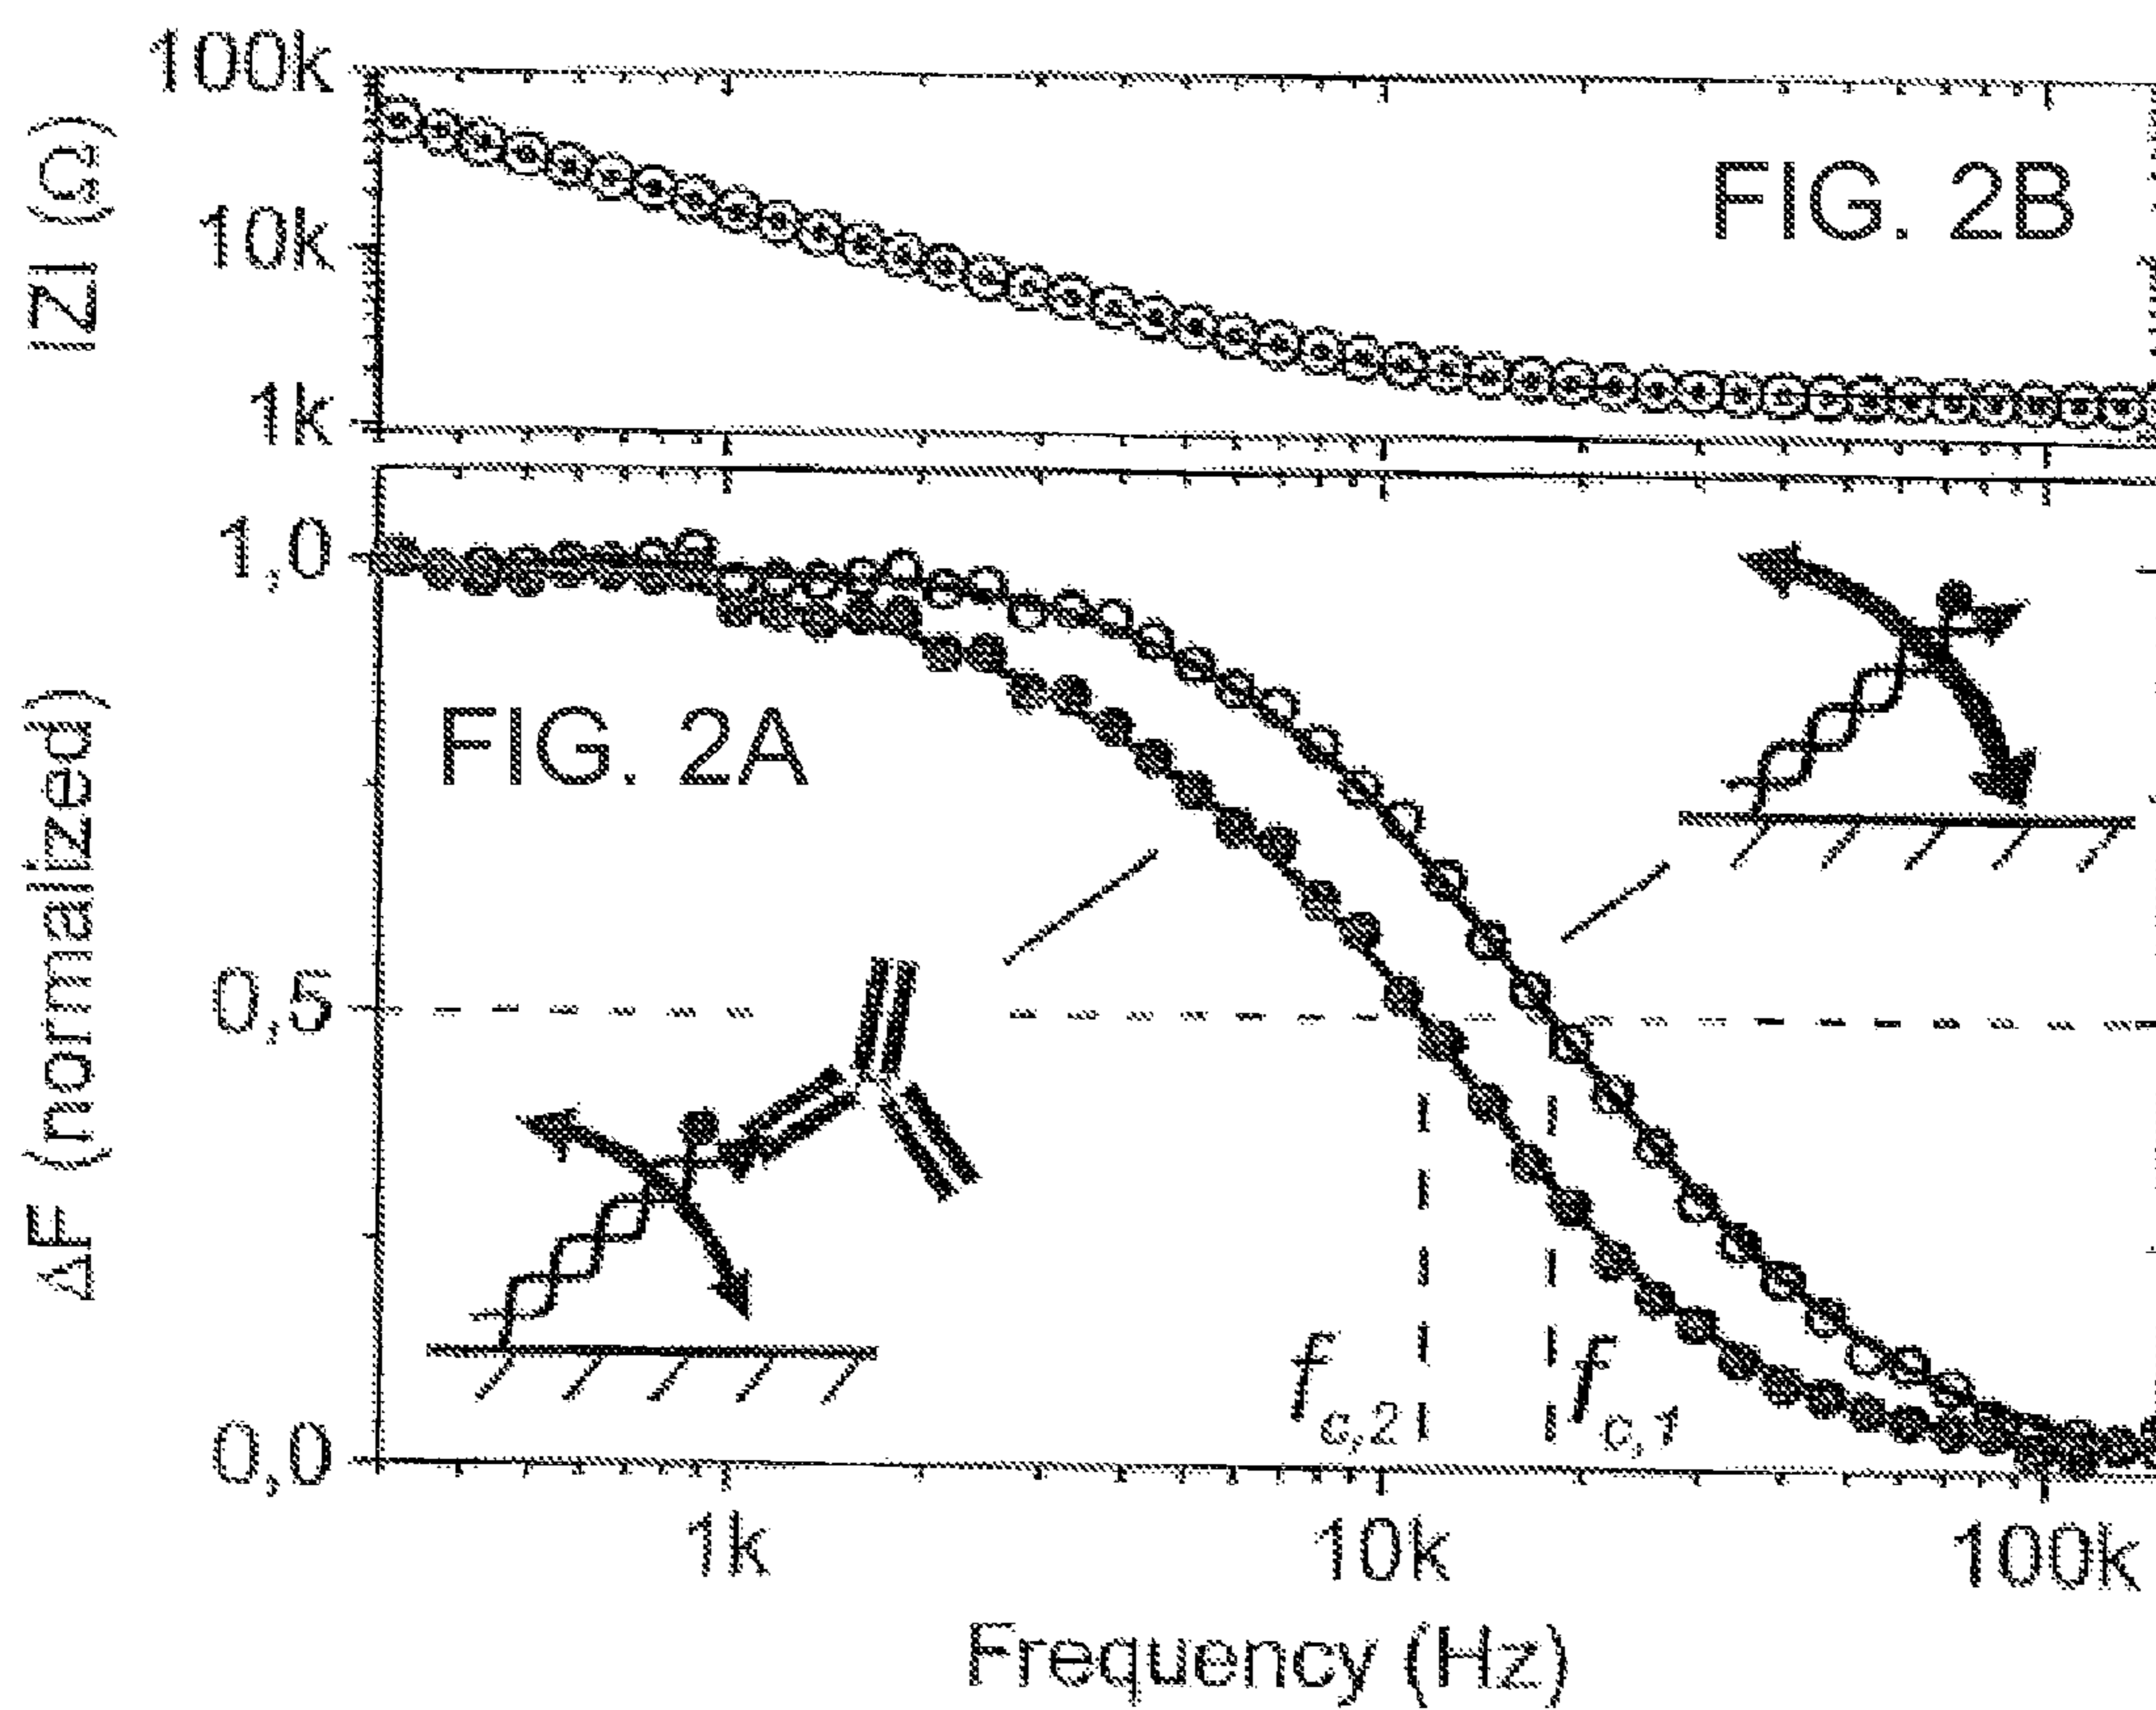 100k
|Z| (Ω)
10k
1k
FIG. 2B
1,0
FIG. 2A
ΔF (normalized)
0,5
f c,2
f c,1
0,0
1k
10k
100k
Frequency (Hz)